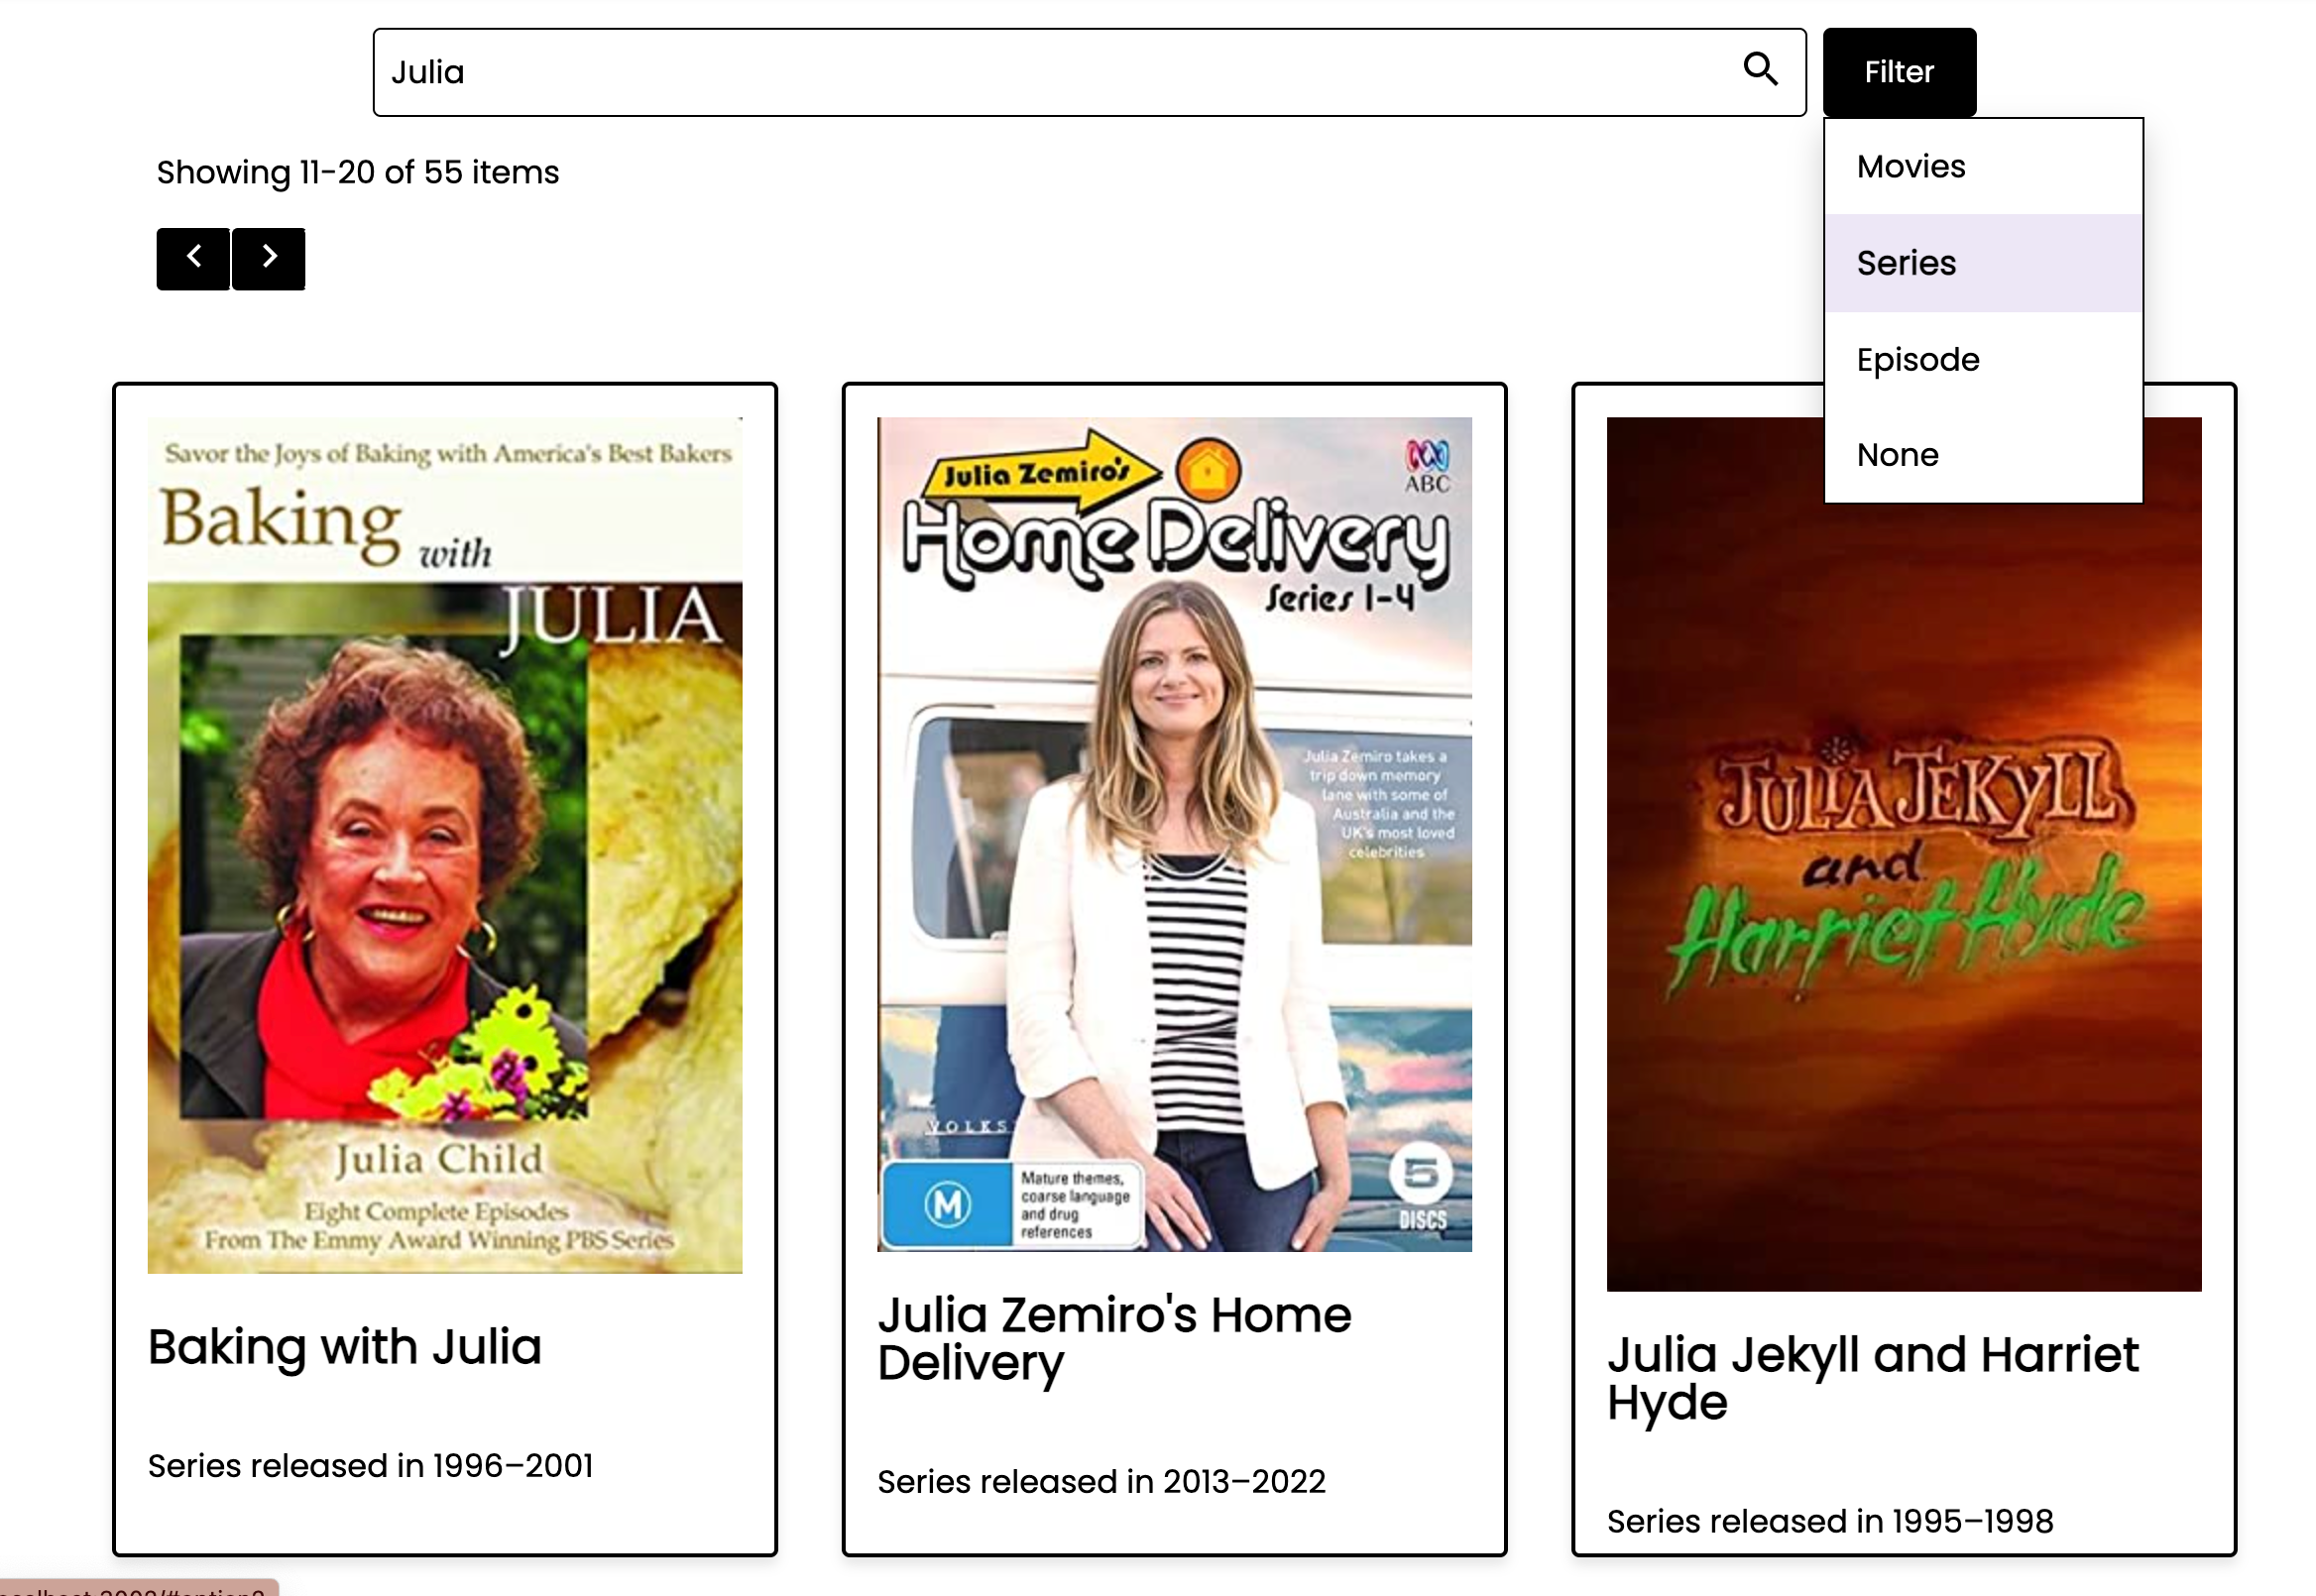 Julia
Filter
Showing 11-20 of 55 items
Movies
Series
Episode
None
Savor the Joys of Baking with America's Best Bakers
Baking with
JULIA
Julia Child
Eight Complete Episodes
From The Emmy Award Winning PBS Series
Baking with Julia
Series released in 1996–2001
Julia Zemiro's
ABC
Home Delivery
Series 1-4
Julia Zemiro takes a
trip down memory
lane with some of
Australia and the
UK's most loved
celebrities
VOLKS
M
Mature themes,
coarse language
and drug
references
5
DISCS
Julia Zemiro's Home
Delivery
Series released in 2013–2022
JULIA JEKYLL
and
Harriet Hyde
Julia Jekyll and Harriet
Hyde
Series released in 1995–1998